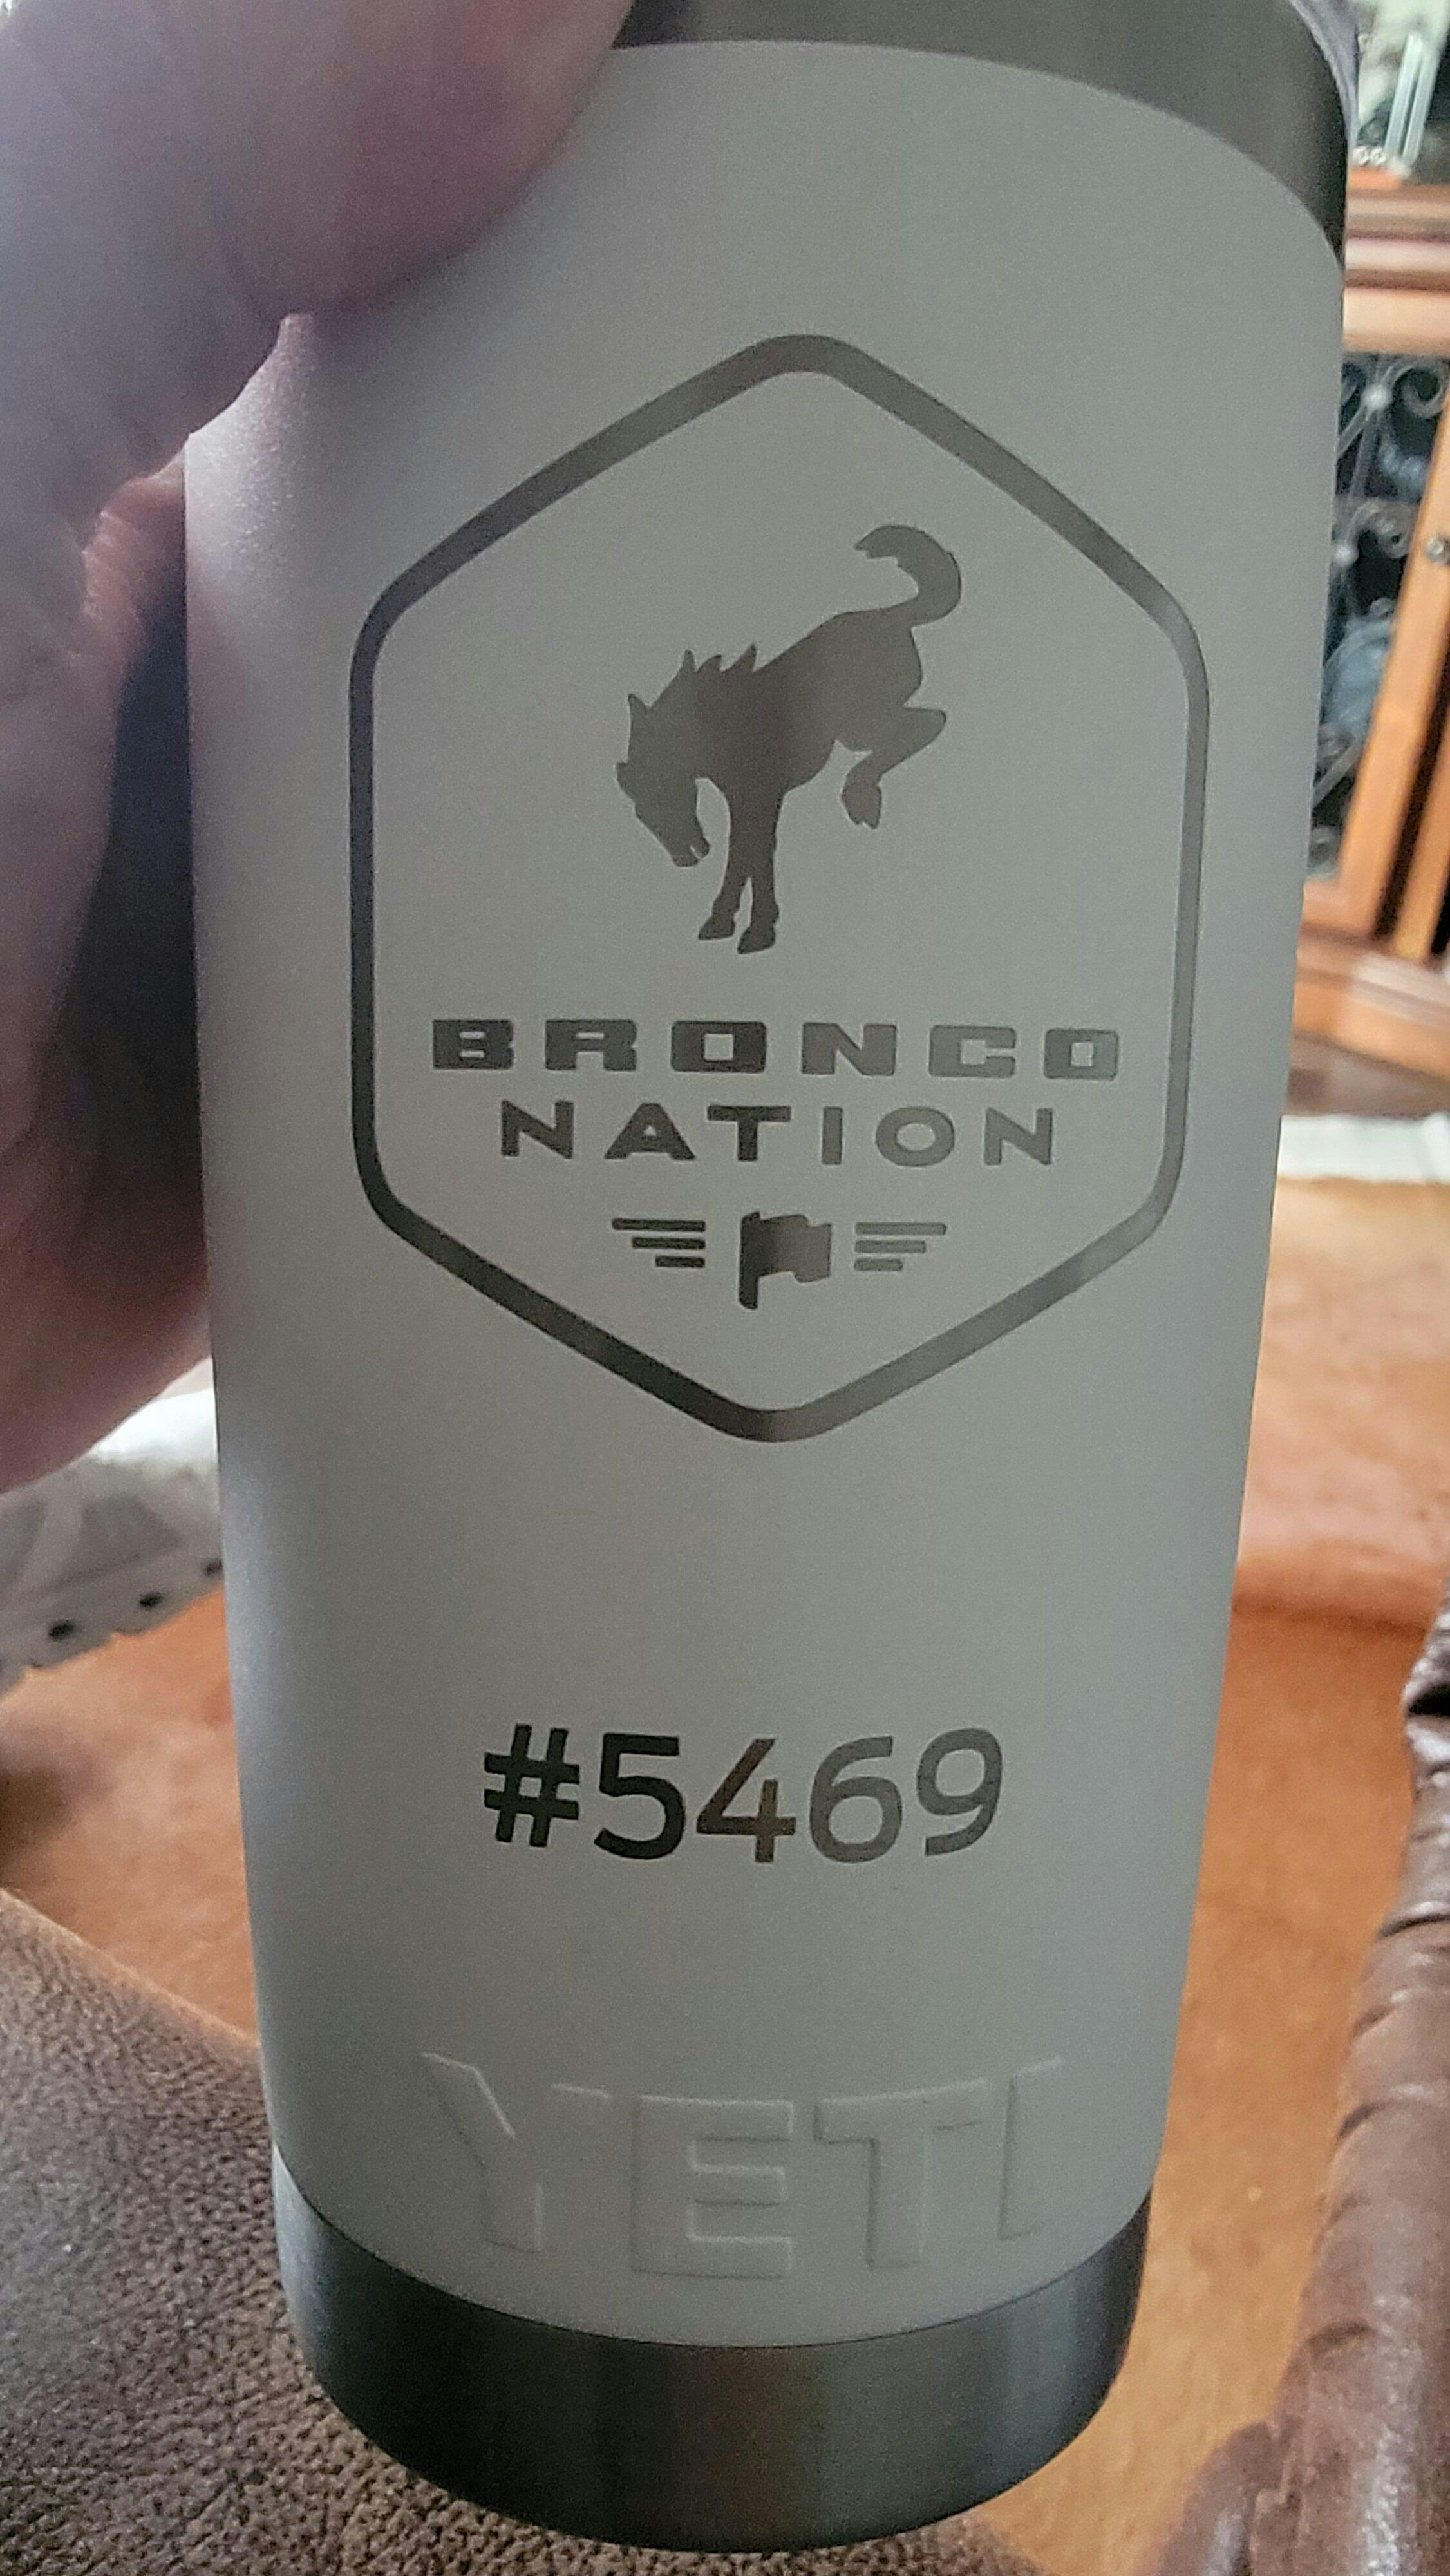 BRONCO
NATION
#5469
YETI